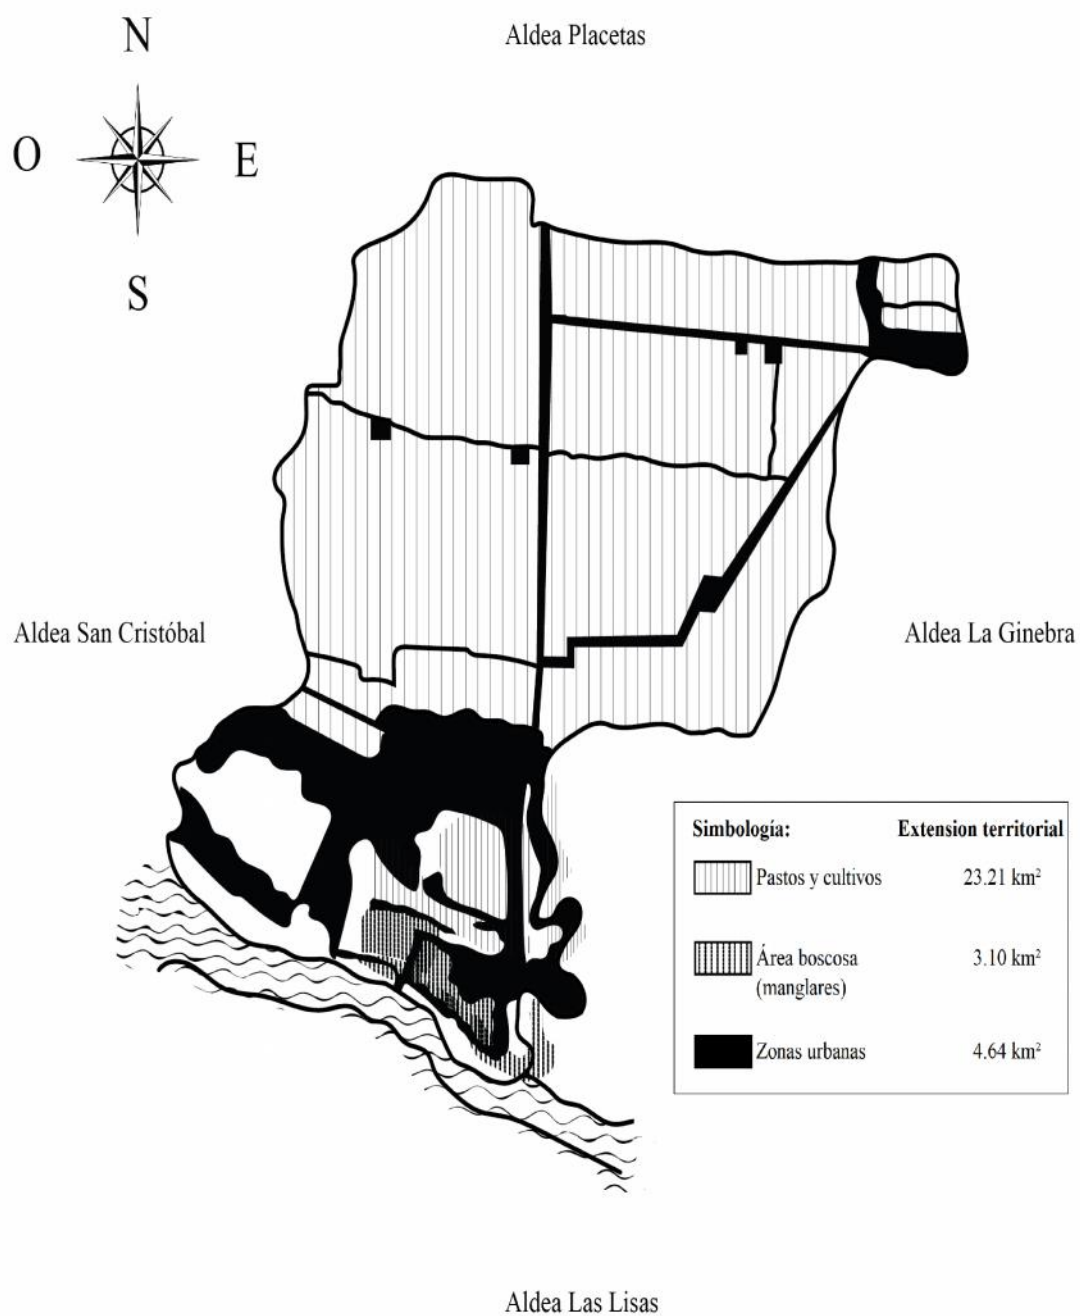 N
Aldea Placetas
O
E
S
Aldea San Cristóbal
Aldea La Ginebra
Simbología: Extension territorial
Pastos y cultivos 23.21 km²
Área boscosa 3.10 km²
(manglares)
Zonas urbanas 4.64 km²
Aldea Las Lisas